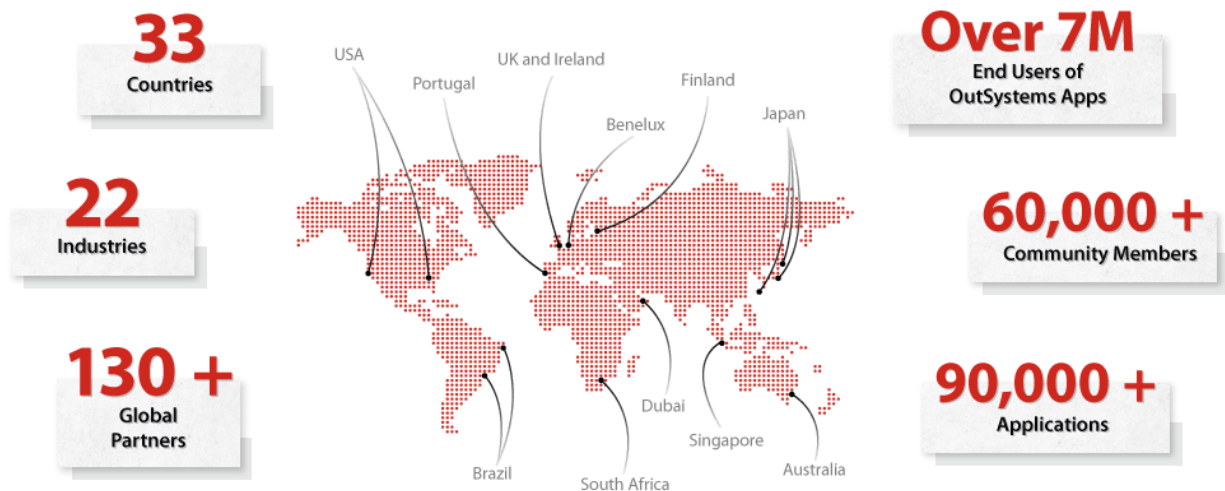 33
Countries
22
Industries
130 +
Global
Partners
USA
Portugal
UK and Ireland
Benelux
Finland
Japan
Brazil
South Africa
Dubai
Singapore
Australia
Over 7M
End Users of
OutSystems Apps
60,000 +
Community Members
90,000 +
Applications